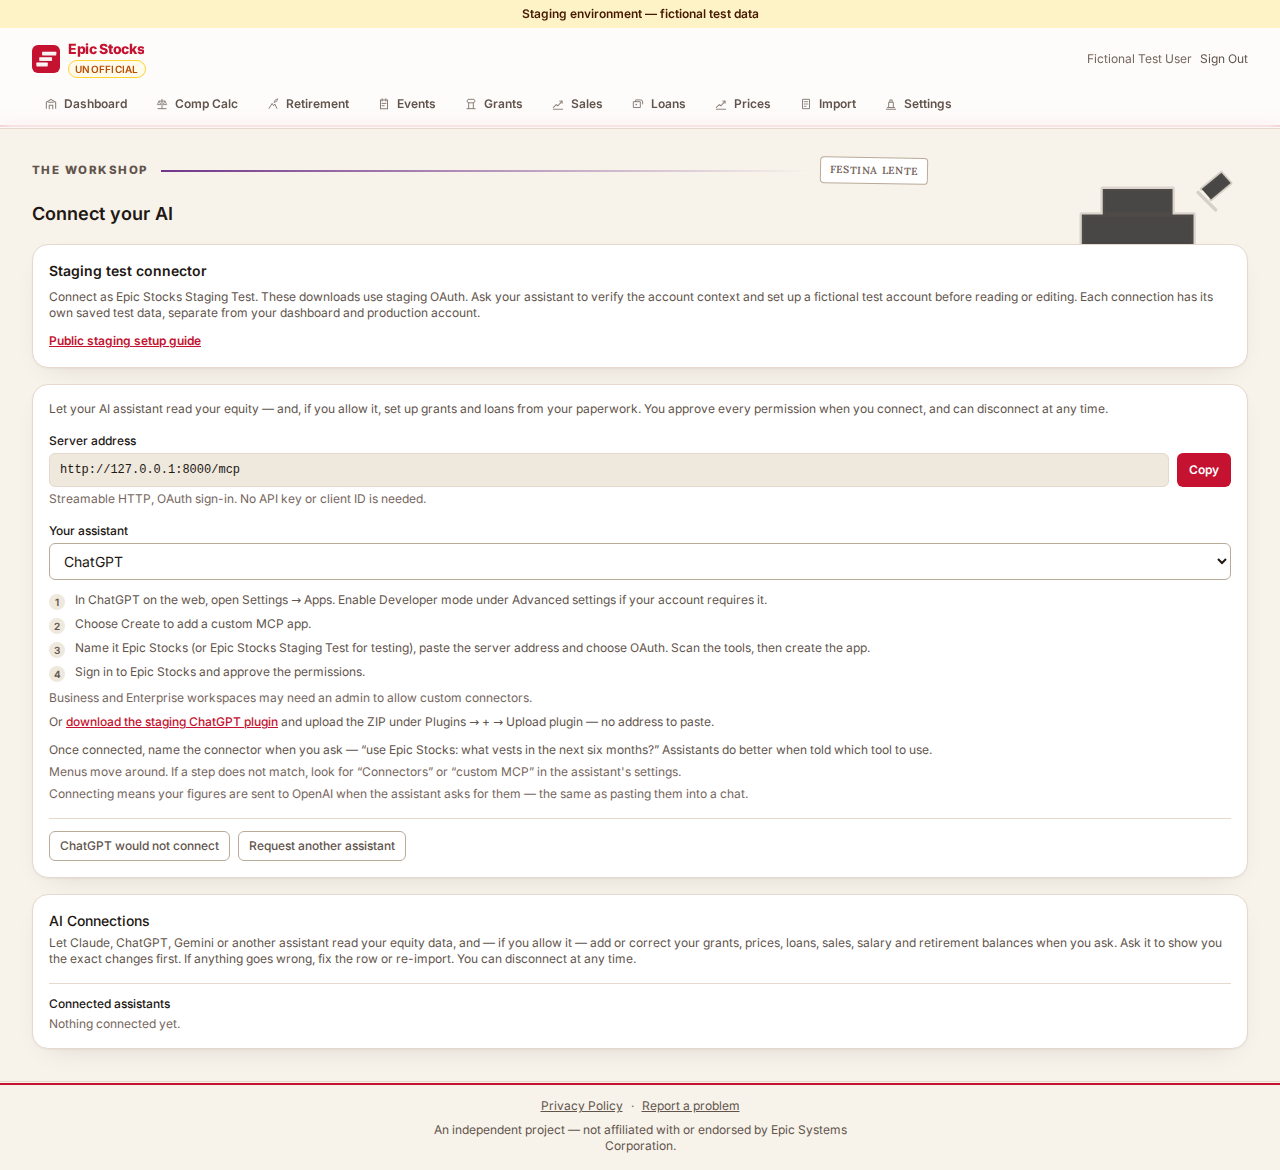 Staging environment — fictional test data
Epic Stocks
UNOFFICIAL
Fictional Test User
Sign Out
Dashboard
Comp Calc
Retirement
Events
Grants
Sales
Loans
Prices
Import
Settings
THE WORKSHOP
FESTINA LENTE
Connect your AI
Staging test connector
Connect as Epic Stocks Staging Test. These downloads use staging OAuth. Ask your assistant to verify the account context and set up a fictional test account before reading or editing. Each connection has its
own saved test data, separate from your dashboard and production account.
Public staging setup guide
Let your AI assistant read your equity — and, if you allow it, set up grants and loans from your paperwork. You approve every permission when you connect, and can disconnect at any time.
Server address
http://127.0.0.1:8000/mcp
Copy
Streamable HTTP, OAuth sign-in. No API key or client ID is needed.
Your assistant
ChatGPT
1 In ChatGPT on the web, open Settings → Apps. Enable Developer mode under Advanced settings if your account requires it.
2 Choose Create to add a custom MCP app.
3 Name it Epic Stocks (or Epic Stocks Staging Test for testing), paste the server address and choose OAuth. Scan the tools, then create the app.
4 Sign in to Epic Stocks and approve the permissions.
Business and Enterprise workspaces may need an admin to allow custom connectors.
Or download the staging ChatGPT plugin and upload the ZIP under Plugins → + → Upload plugin — no address to paste.
Once connected, name the connector when you ask — “use Epic Stocks: what vests in the next six months?” Assistants do better when told which tool to use.
Menus move around. If a step does not match, look for “Connectors” or “custom MCP” in the assistant's settings.
Connecting means your figures are sent to OpenAI when the assistant asks for them — the same as pasting them into a chat.
ChatGPT would not connect
Request another assistant
AI Connections
Let Claude, ChatGPT, Gemini or another assistant read your equity data, and — if you allow it — add or correct your grants, prices, loans, sales, salary and retirement balances when you ask. Ask it to show you
the exact changes first. If anything goes wrong, fix the row or re-import. You can disconnect at any time.
Connected assistants
Nothing connected yet.
Privacy Policy · Report a problem
An independent project — not affiliated with or endorsed by Epic Systems
Corporation.